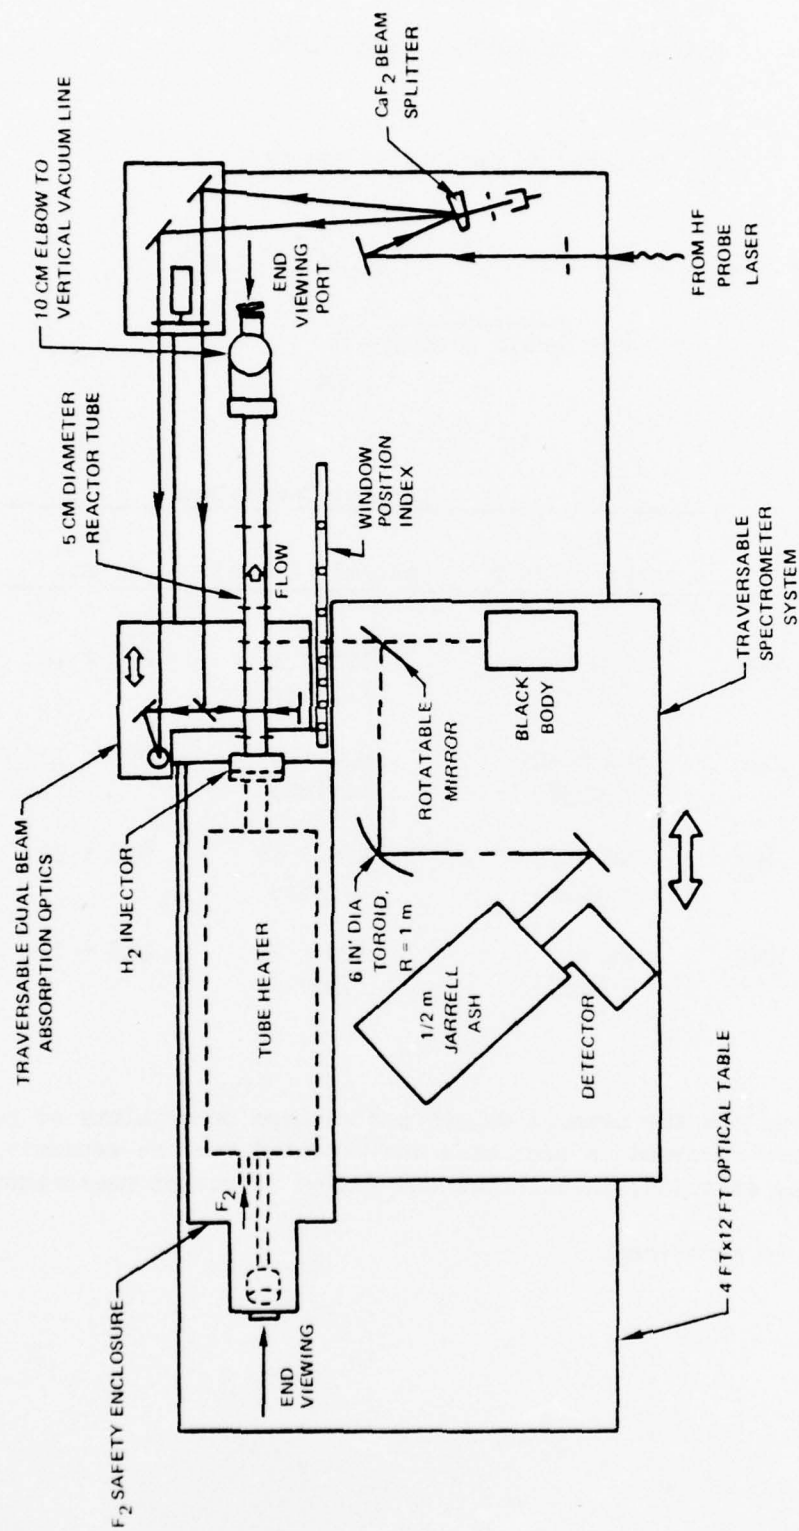 F2 SAFETY ENCLOSURE
TRAVERSABLE DUAL BEAM
ABSORPTION OPTICS
H2 INJECTOR
5 CM DIAMETER
REACTOR TUBE
10 CM ELBOW TO
VERTICAL VACUUM LINE
CaF2 BEAM
SPLITTER
END
VIEWING
F2
TUBE HEATER
FLOW
END
VIEWING
PORT
WINDOW
POSITION
INDEX
FROM HF
PROBE
LASER
6 IN' DIA
TOROID,
R = 1 m
ROTATABLE
MIRROR
BLACK
BODY
1/2 m
JARRELL
ASH
DETECTOR
TRAVERSABLE
SPECTROMETER
SYSTEM
4 FTx12 FT OPTICAL TABLE